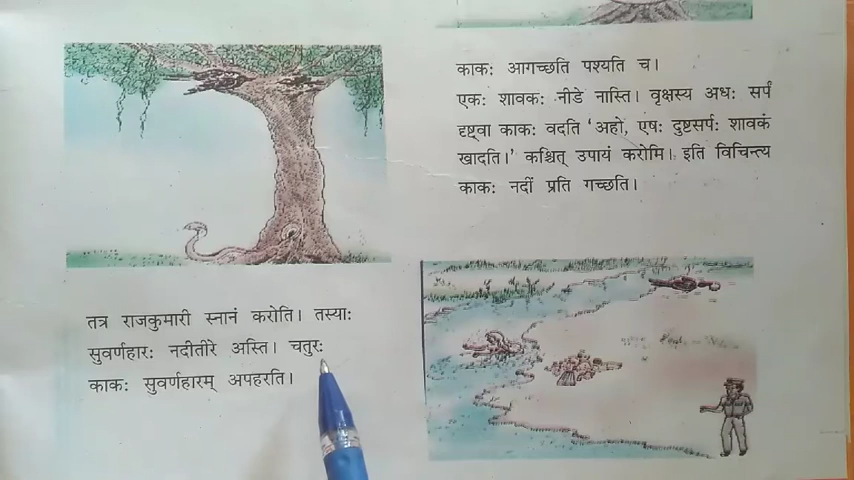 काकः आगच्छति पश्यति च।
एकः शावकः नीडे नास्ति। वृक्षस्य अधः सर्पं
दृष्ट्वा काकः वदति ‘अहो, एषः दुष्टसर्पः शावकं
खादति।’ कश्चित् उपायं करोमि। इति विचिन्त्य
काकः नदीं प्रति गच्छति।
तत्र राजकुमारी स्नानं करोति। तस्याः
सुवर्णहारः नदीतीरे अस्ति। चतुरः
काकः सुवर्णहारम् अपहरति।